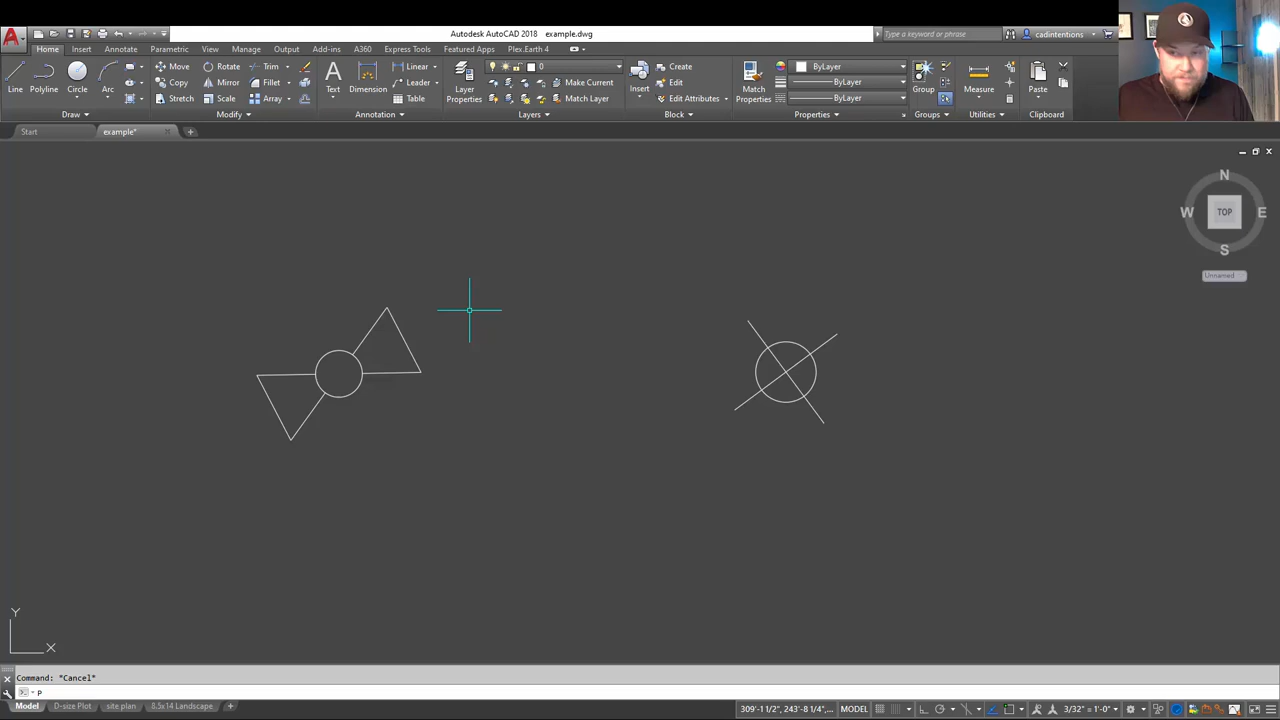 Autodesk AutoCAD 2018 example.dwg
Type a keyword or phrase
cadintentions
Home Insert Annotate Parametric View Manage Output Add-ins A360 Express Tools Featured Apps Plex.Earth 4
Line Polyline Circle Arc
Move Rotate Trim
Copy Mirror Fillet
Stretch Scale Array
Text Dimension
Linear
Leader
Table
Layer
Properties
0
Make Current
Match Layer
Insert
Create
Edit
Edit Attributes
Match
Properties
ByLayer
ByLayer
ByLayer
Group
Measure
Paste
Draw Modify Annotation Layers Block Properties Groups Utilities Clipboard
Start example*
N
W TOP E
S
Unnamed
Y
X
Command: *Cancel*
P
Model D-size Plot site plan 8.5x14 Landscape
309'-1 1/2", 243'-8 1/4",... MODEL 3/32" = 1'-0"